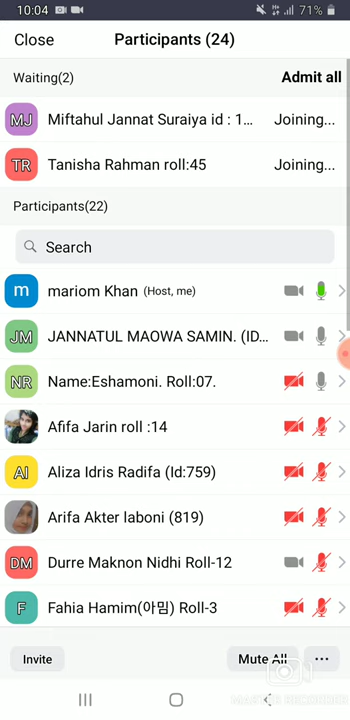 10:04 71%
Close Participants (24)
Waiting(2) Admit all
MJ Miftahul Jannat Suraiya id : 1... Joining...
TR Tanisha Rahman roll:45 Joining...
Participants(22)
Search
m mariom Khan (Host, me)
JM JANNATUL MAOWA SAMIN. (ID...
NR Name:Eshamoni. Roll:07.
Afifa Jarin roll :14
AI Aliza Idris Radifa (Id:759)
Arifa Akter laboni (819)
DM Durre Maknon Nidhi Roll-12
F Fahia Hamim(아밈) Roll-3
Invite Mute All ...
MASTER RECORDER